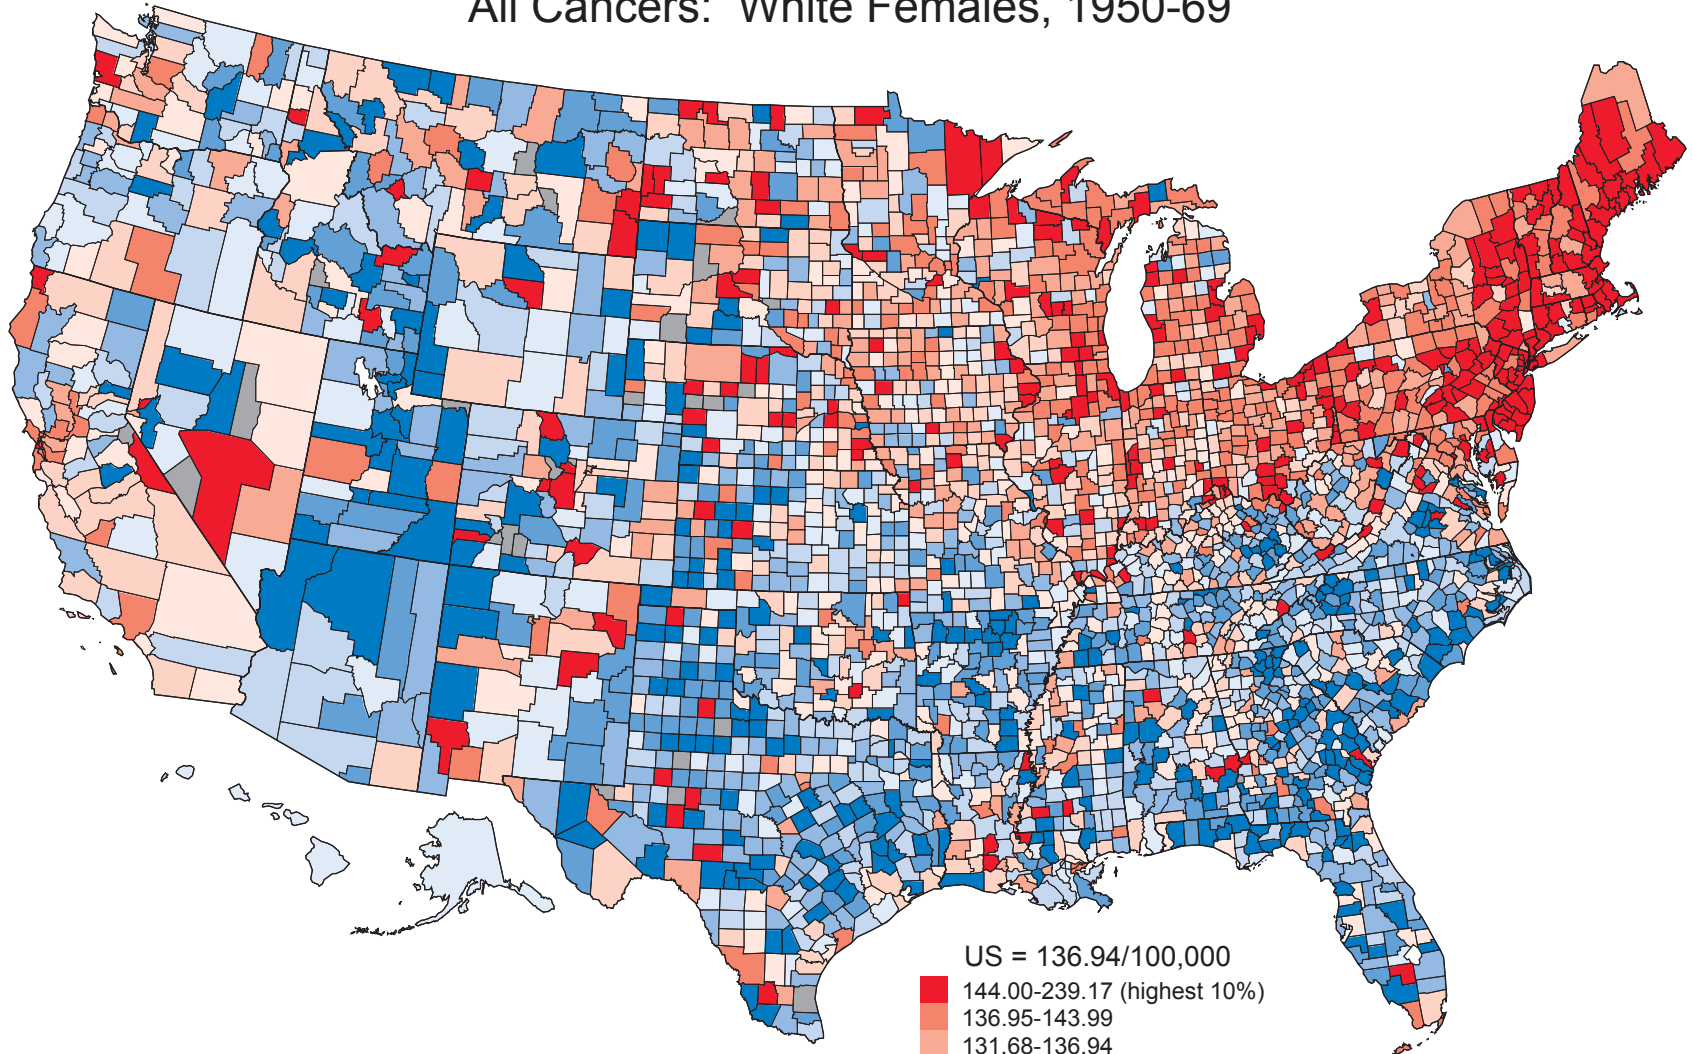 All Cancers: White Females, 1950-69
US = 136.94/100,000
144.00-239.17 (highest 10%)
136.95-143.99
131.68-136.94